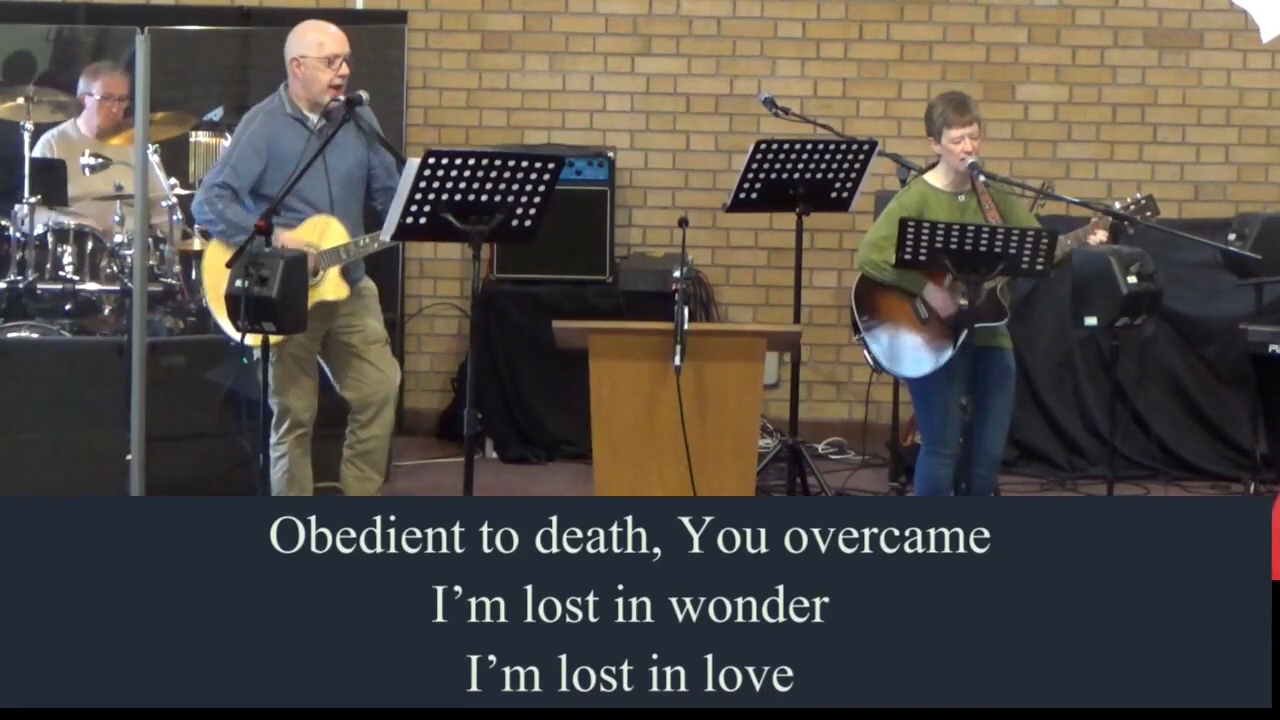 Obedient to death, You overcame
I’m lost in wonder
I’m lost in love